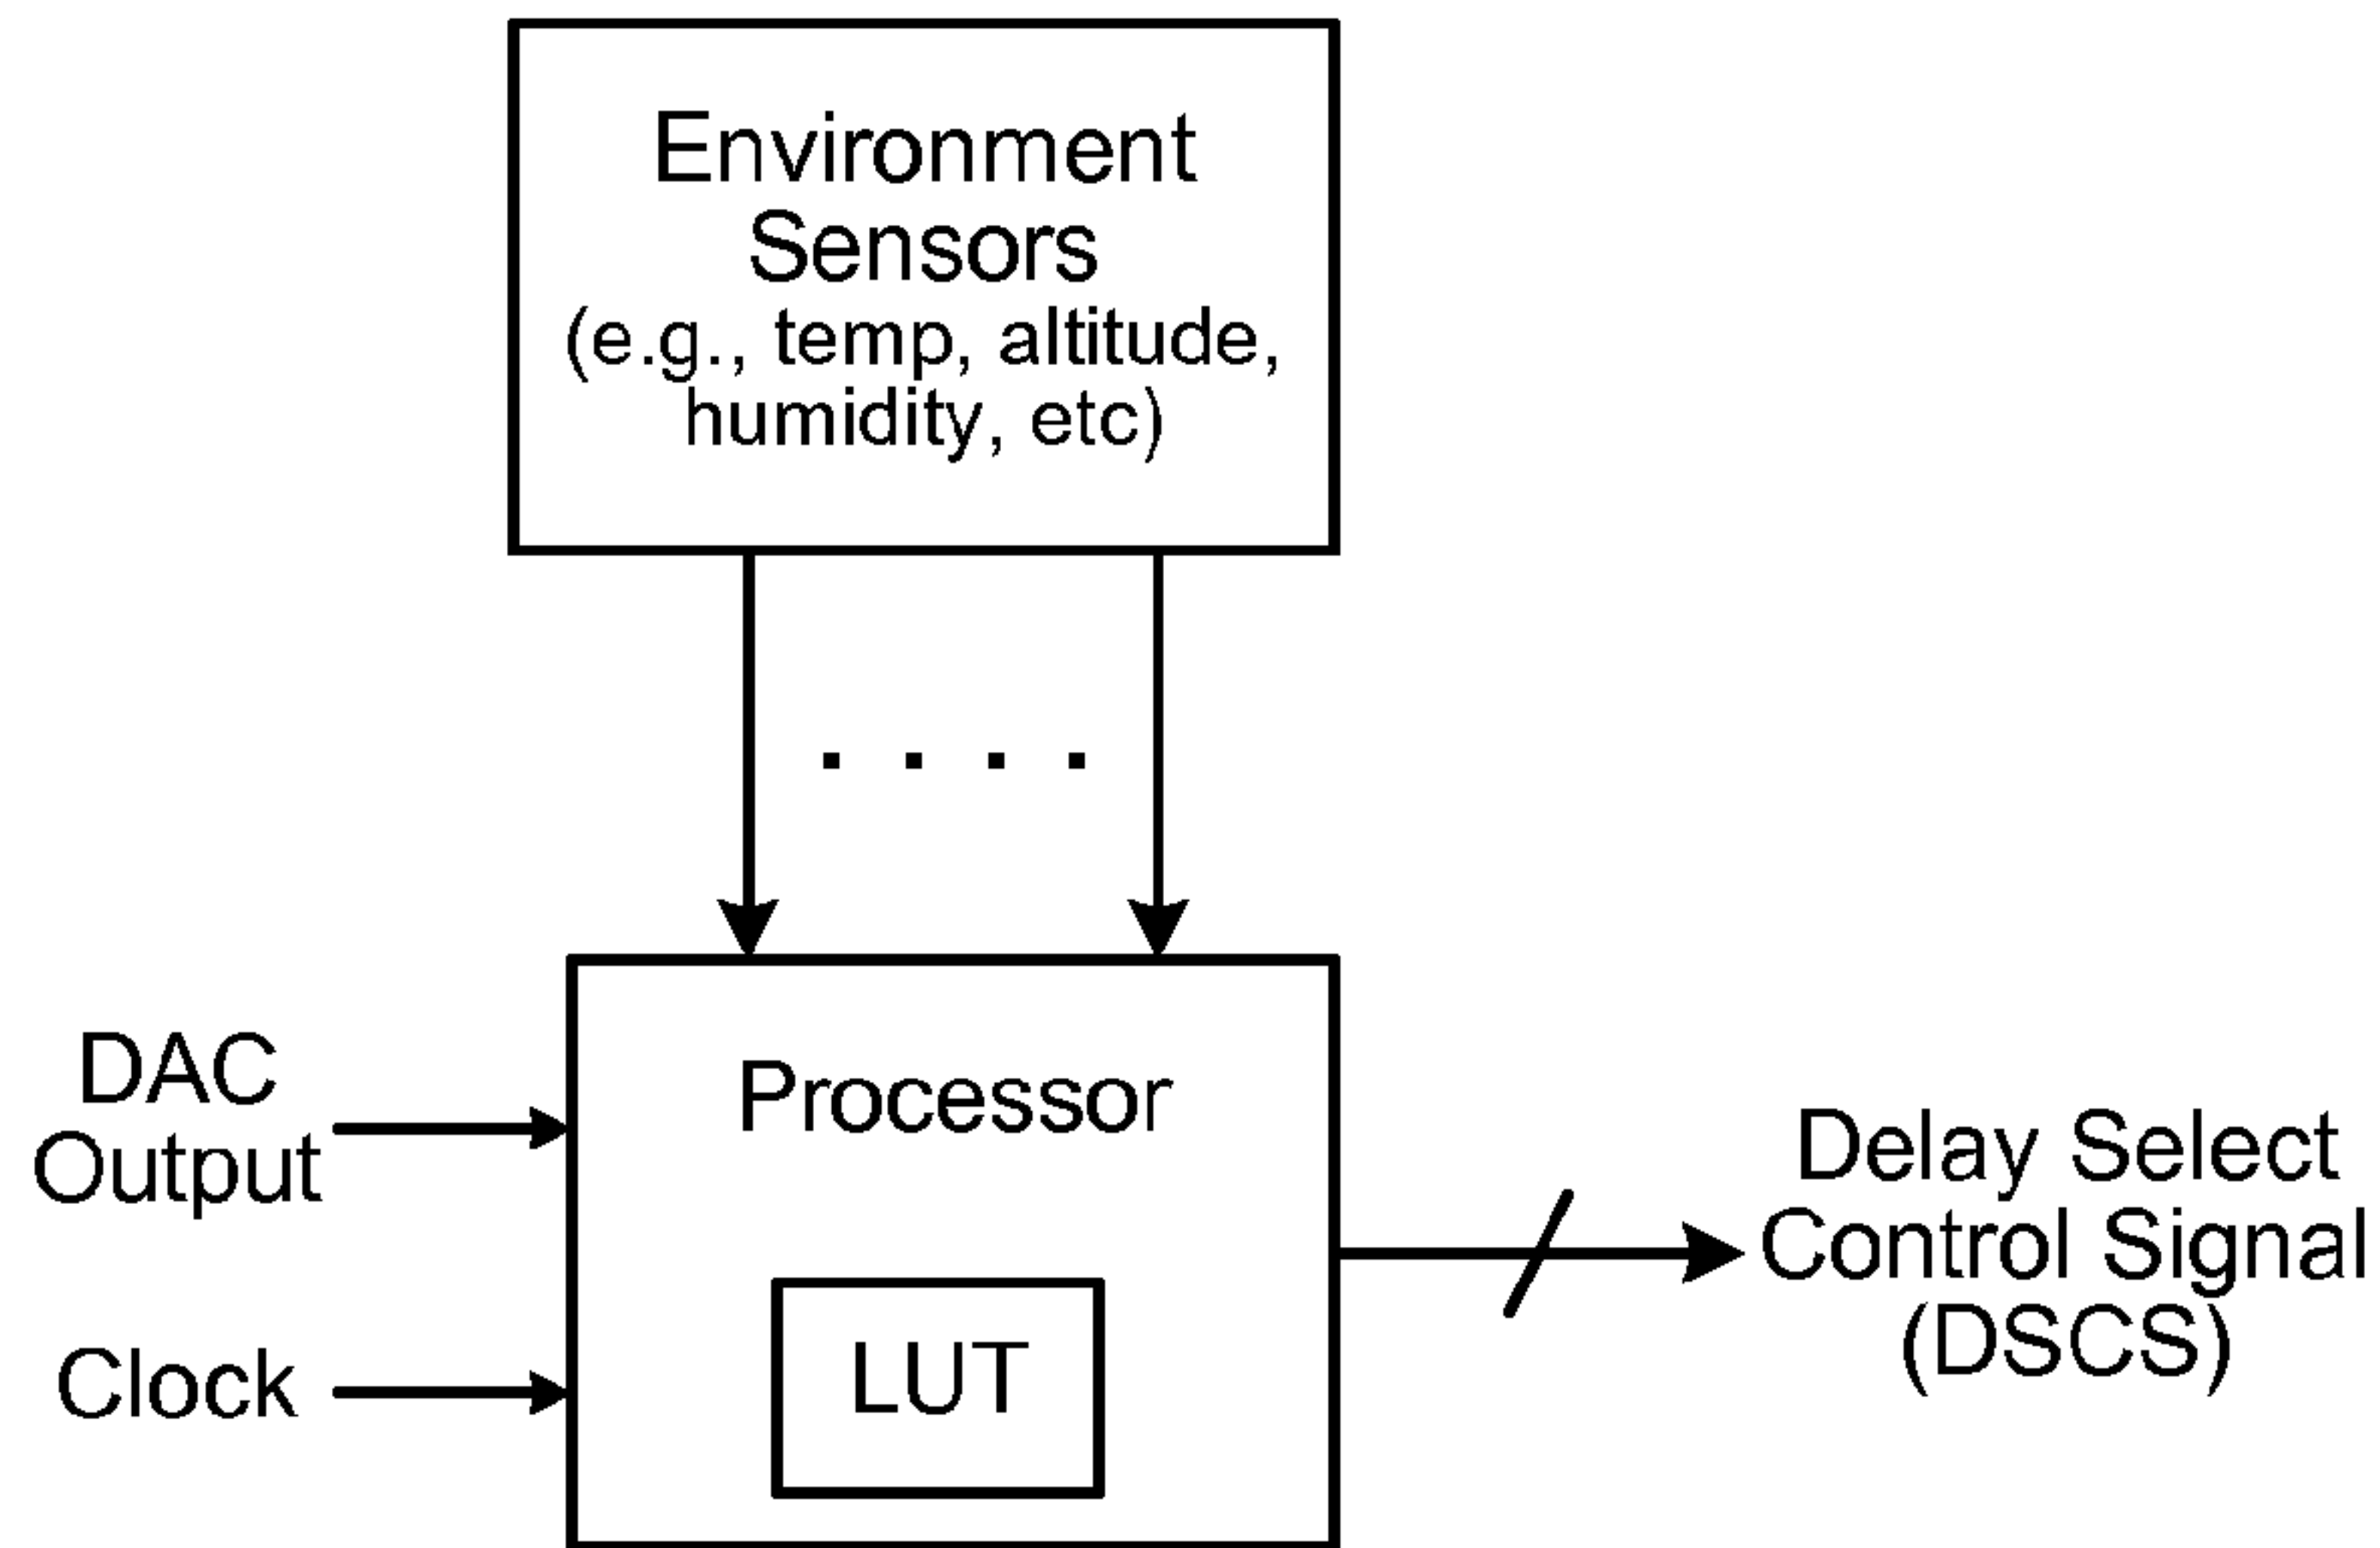 Environment
Sensors
(e.g., temp, altitude,
humidity, etc)
DAC
Output
Clock
Processor
LUT
Delay Select
Control Signal
(DSCS)